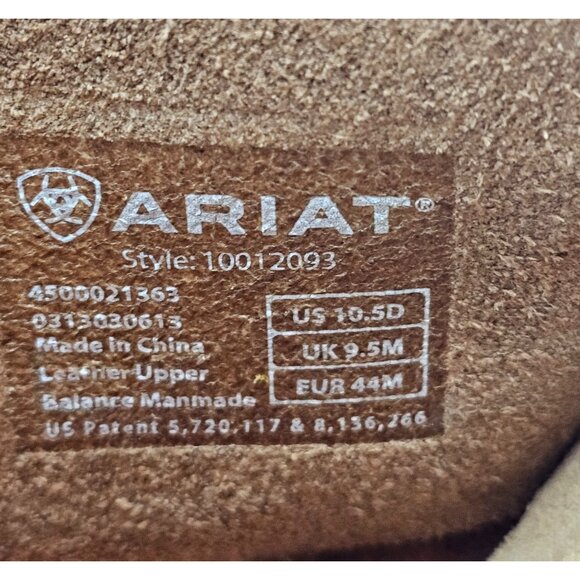 ARIAT®
Style: 10012093
4500021363
0313030613
Made in China
Leather Upper
Balance Manmade
US Patent 5,720,117 & 8,136,266
US 10.5D
UK 9.5M
EUR 44M